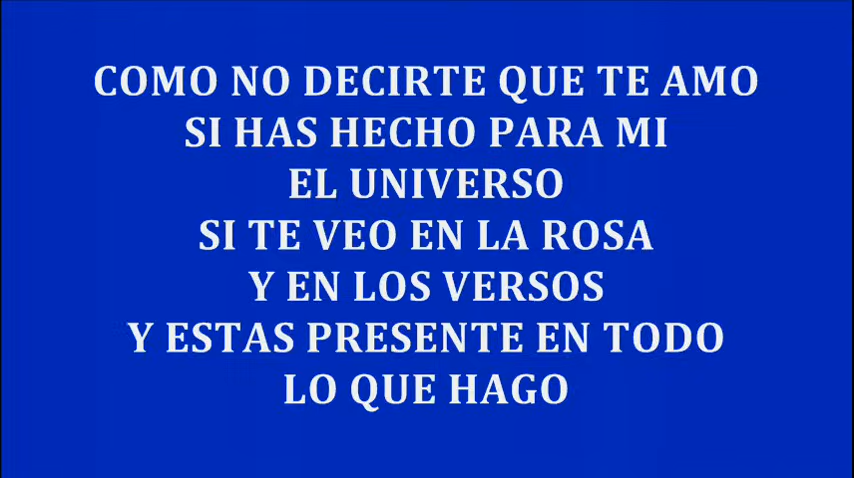 COMO NO DECIRTE QUE TE AMO
SI HAS HECHO PARA MI
EL UNIVERSO
SI TE VEO EN LA ROSA
Y EN LOS VERSOS
Y ESTAS PRESENTE EN TODO
LO QUE HAGO